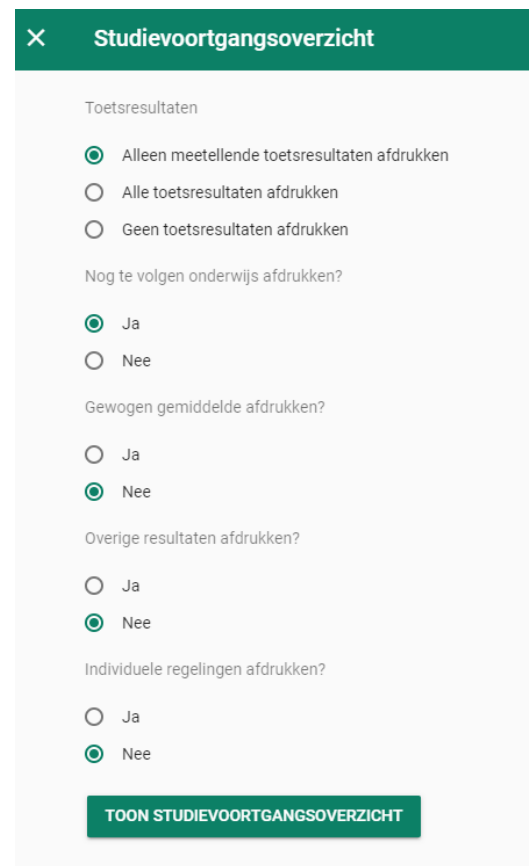 Studievoortgangsoverzicht
Toetsresultaten
Alleen meetellende toetsresultaten afdrukken
Alle toetsresultaten afdrukken
Geen toetsresultaten afdrukken
Nog te volgen onderwijs afdrukken?
Ja
Nee
Gewogen gemiddelde afdrukken?
Ja
Nee
Overige resultaten afdrukken?
Ja
Nee
Individuele regelingen afdrukken?
Ja
Nee
TOON STUDIEVOORTGANGSOVERZICHT